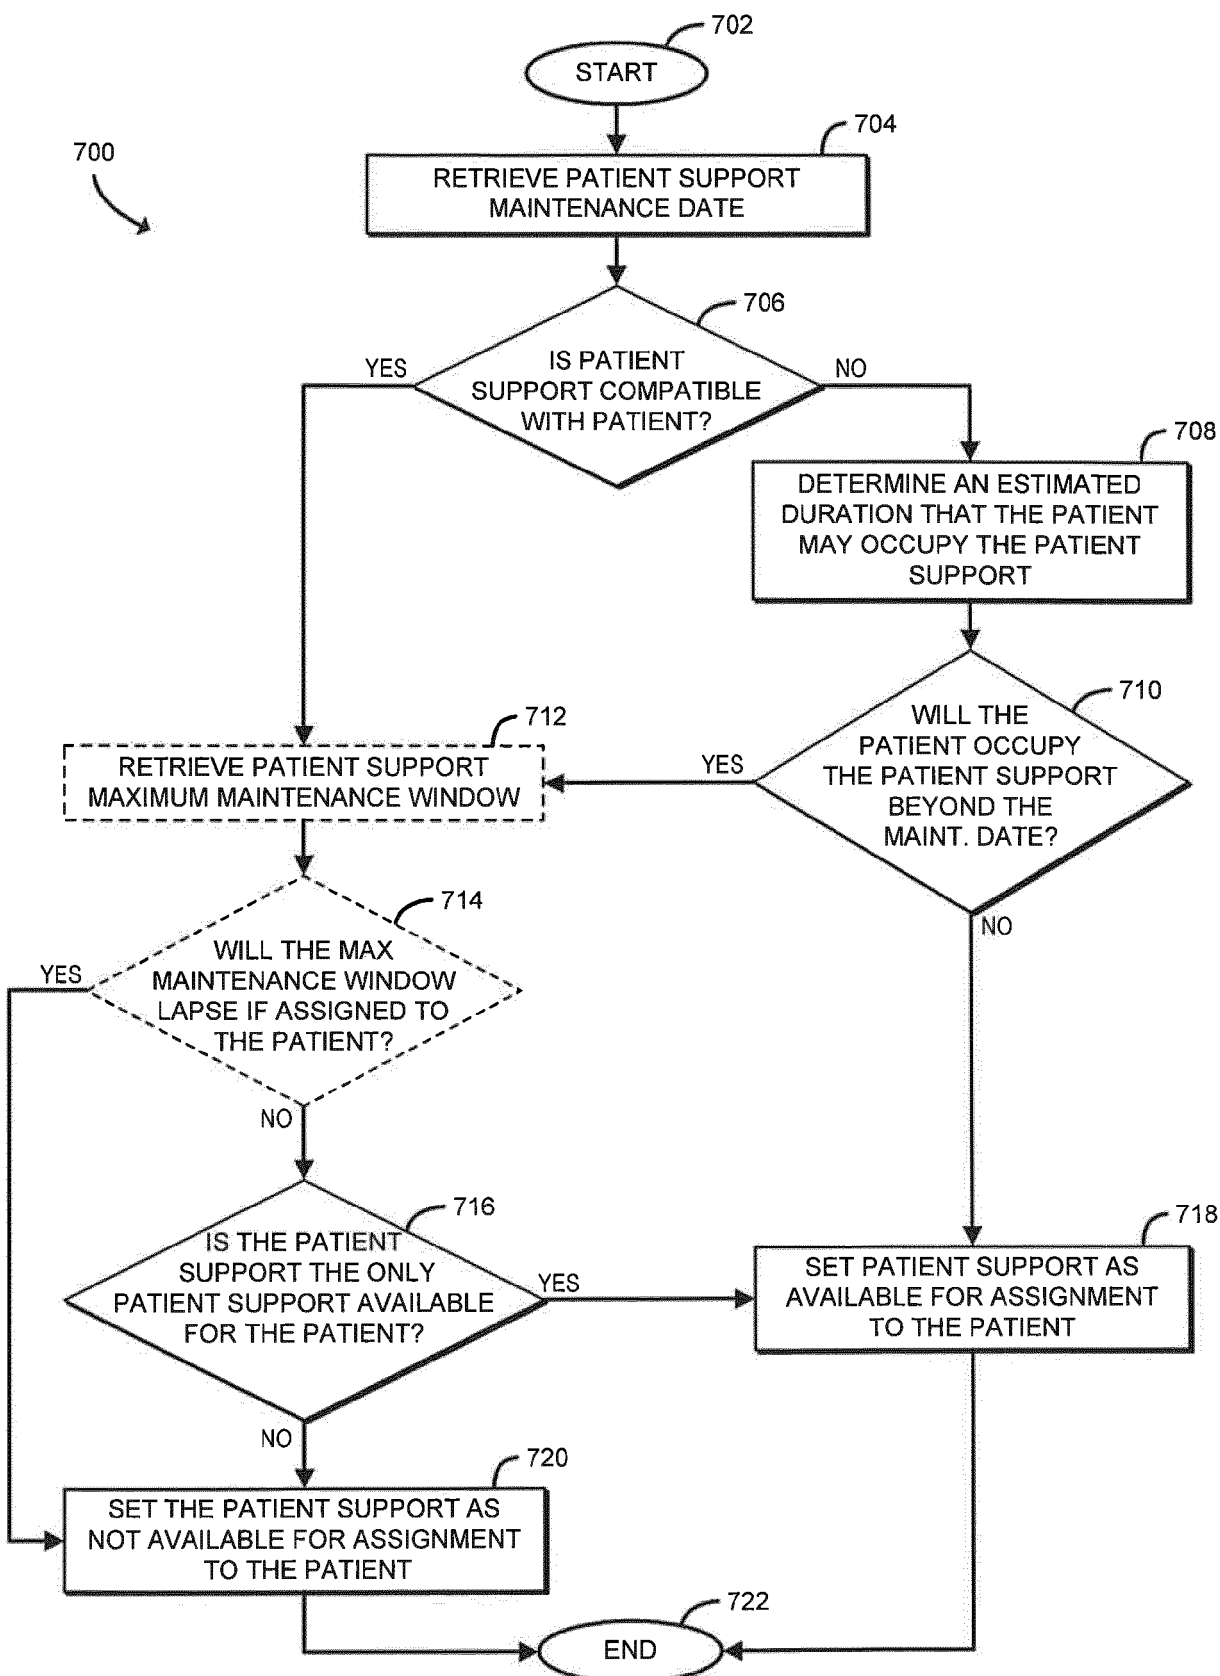 702
START
704
700
RETRIEVE PATIENT SUPPORT
MAINTENANCE DATE
706
YES
NO
IS PATIENT
SUPPORT COMPATIBLE
WITH PATIENT?
708
DETERMINE AN ESTIMATED
DURATION THAT THE PATIENT
MAY OCCUPY THE PATIENT
SUPPORT
710
WILL THE
PATIENT OCCUPY
THE PATIENT SUPPORT
BEYOND THE
MAINT. DATE?
YES
NO
712
RETRIEVE PATIENT SUPPORT
MAXIMUM MAINTENANCE WINDOW
714
YES
WILL THE MAX
MAINTENANCE WINDOW
LAPSE IF ASSIGNED TO
THE PATIENT?
NO
716
IS THE PATIENT
SUPPORT THE ONLY
PATIENT SUPPORT AVAILABLE
FOR THE PATIENT?
YES
718
SET PATIENT SUPPORT AS
AVAILABLE FOR ASSIGNMENT
TO THE PATIENT
NO
720
SET THE PATIENT SUPPORT AS
NOT AVAILABLE FOR ASSIGNMENT
TO THE PATIENT
722
END